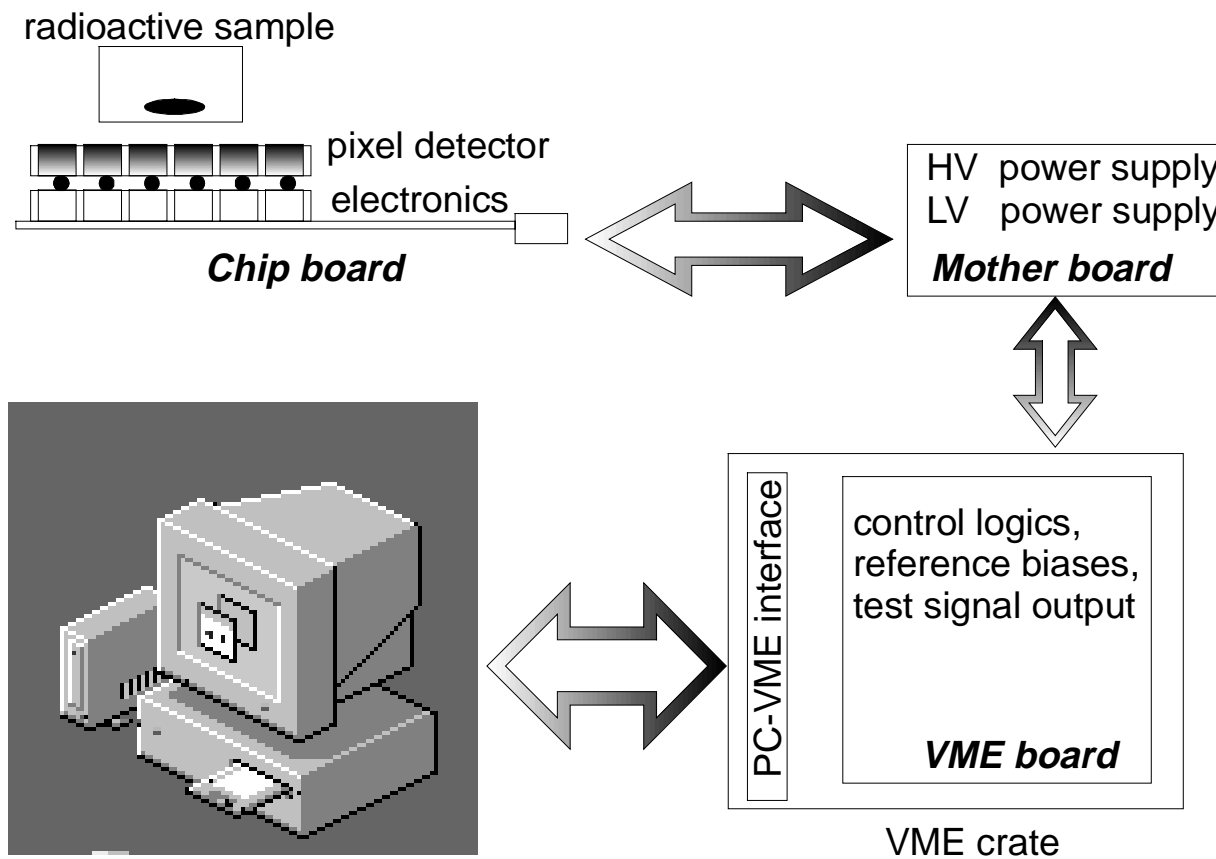 radioactive sample
pixel detector
electronics
Chip board
HV power supply
LV power supply
Mother board
PC-VME interface
control logics,
reference biases,
test signal output
VME board
VME crate